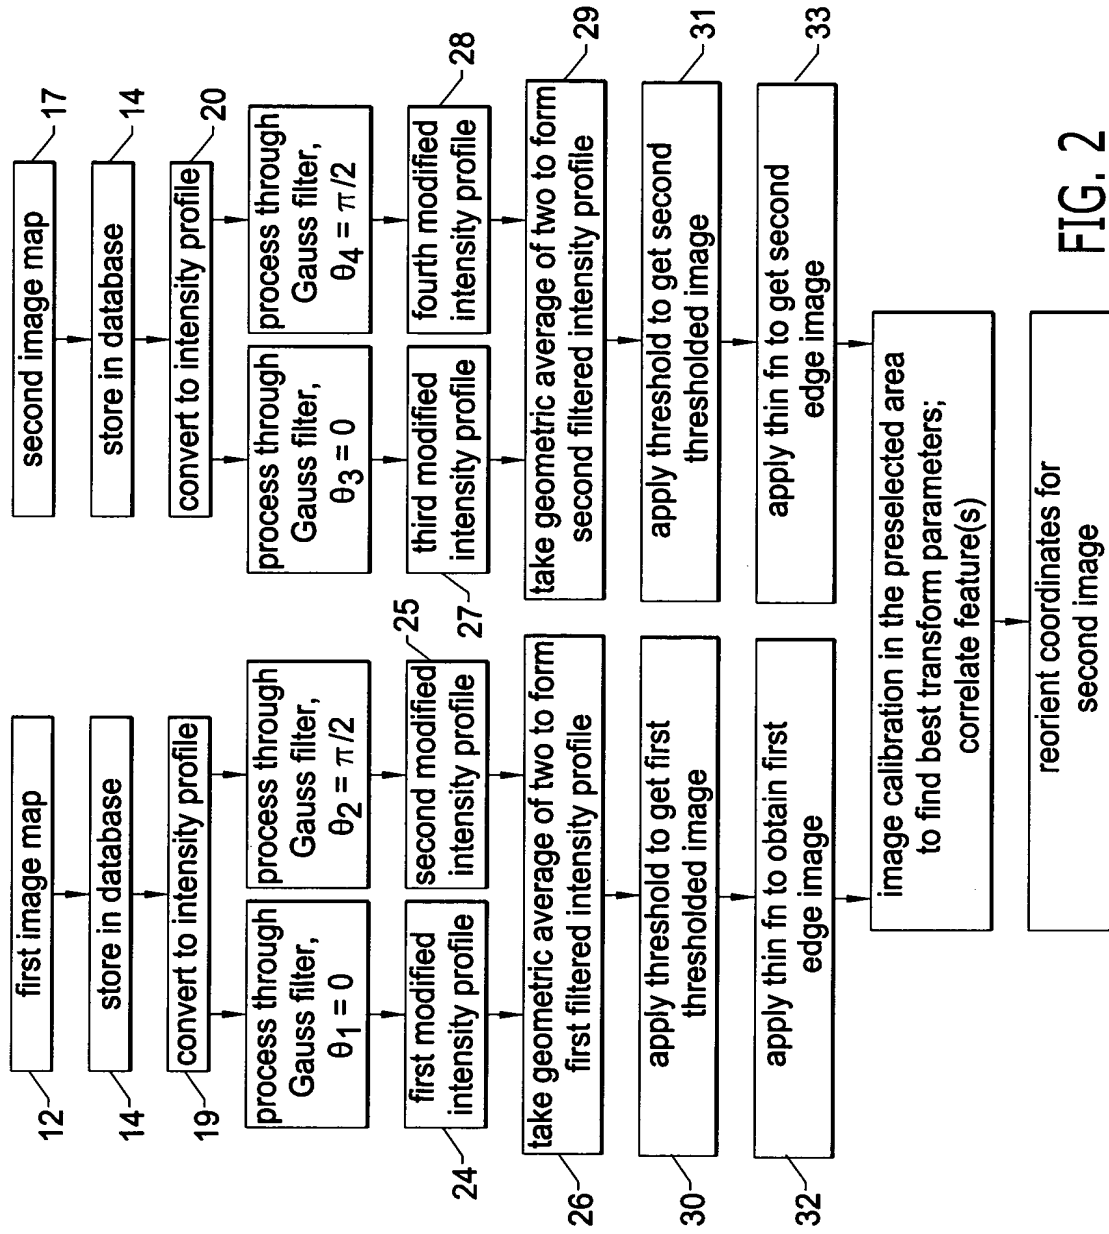 first image map
12
store in database
14
convert to intensity profile
19
process through
Gauss filter,
θ1 = 0
process through
Gauss filter,
θ2 = π/2
first modified
intensity profile
24
second modified
intensity profile
25
take geometric average of two to form
first filtered intensity profile
26
apply threshold to get first
thresholded image
30
apply thin fn to obtain first
edge image
32
second image map
17
store in database
14
convert to intensity profile
20
process through
Gauss filter,
θ3 = 0
process through
Gauss filter,
θ4 = π/2
third modified
intensity profile
27
fourth modified
intensity profile
28
take geometric average of two to form
second filtered intensity profile
29
apply threshold to get second
thresholded image
31
apply thin fn to get second
edge image
33
image calibration in the preselected area
to find best transform parameters;
correlate feature(s)
reorient coordinates for
second image
FIG. 2